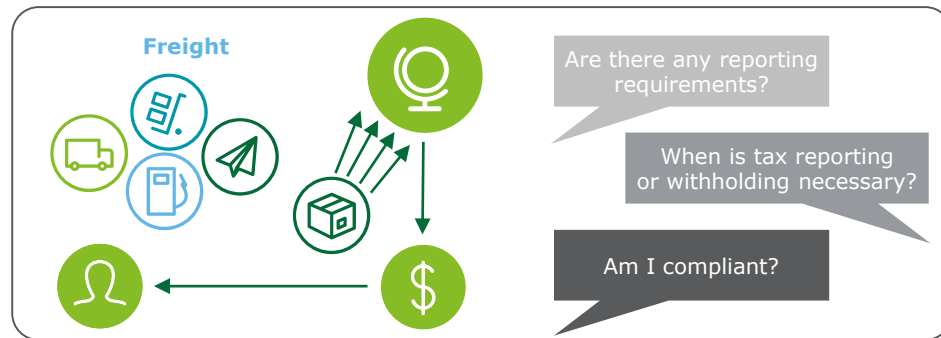 Freight
Are there any reporting
requirements?
When is tax reporting
or withholding necessary?
Am I compliant?
$